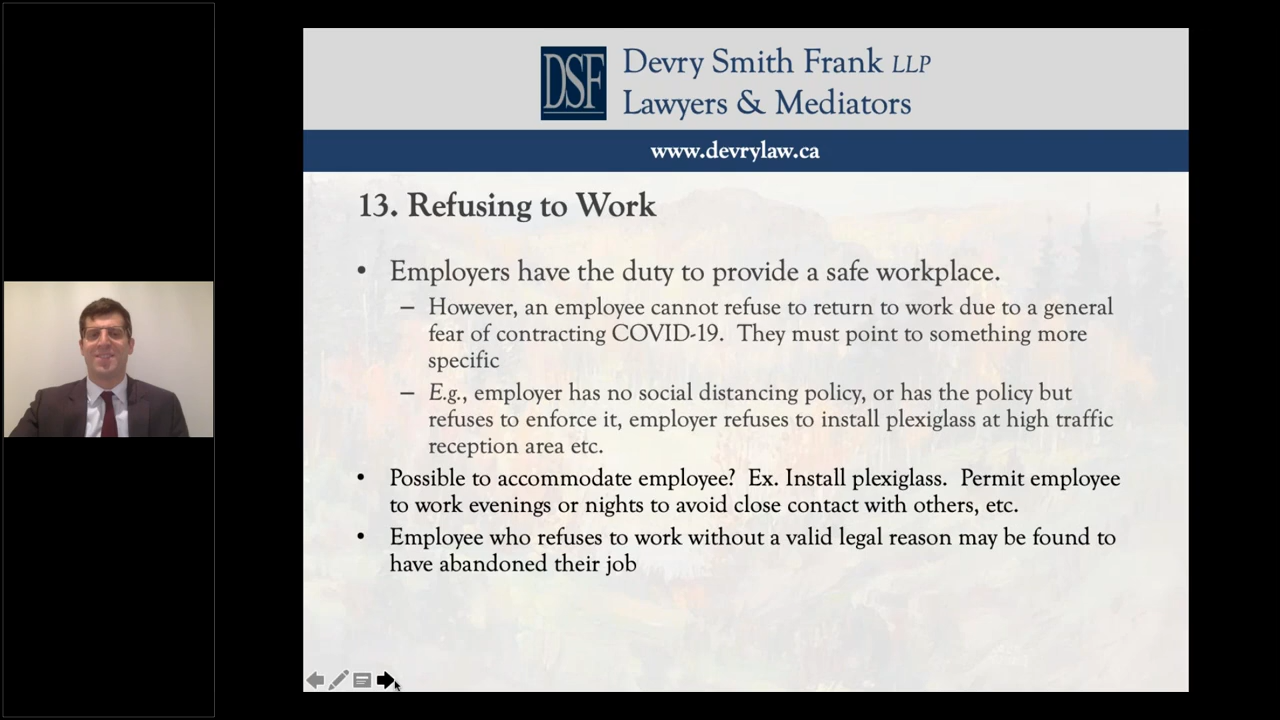 DSF
Devry Smith Frank LLP
Lawyers & Mediators
www.devrylaw.ca
13. Refusing to Work
• Employers have the duty to provide a safe workplace.
– However, an employee cannot refuse to return to work due to a general
fear of contracting COVID-19. They must point to something more
specific
– E.g., employer has no social distancing policy, or has the policy but
refuses to enforce it, employer refuses to install plexiglass at high traffic
reception area etc.
• Possible to accommodate employee? Ex. Install plexiglass. Permit employee
to work evenings or nights to avoid close contact with others, etc.
• Employee who refuses to work without a valid legal reason may be found to
have abandoned their job